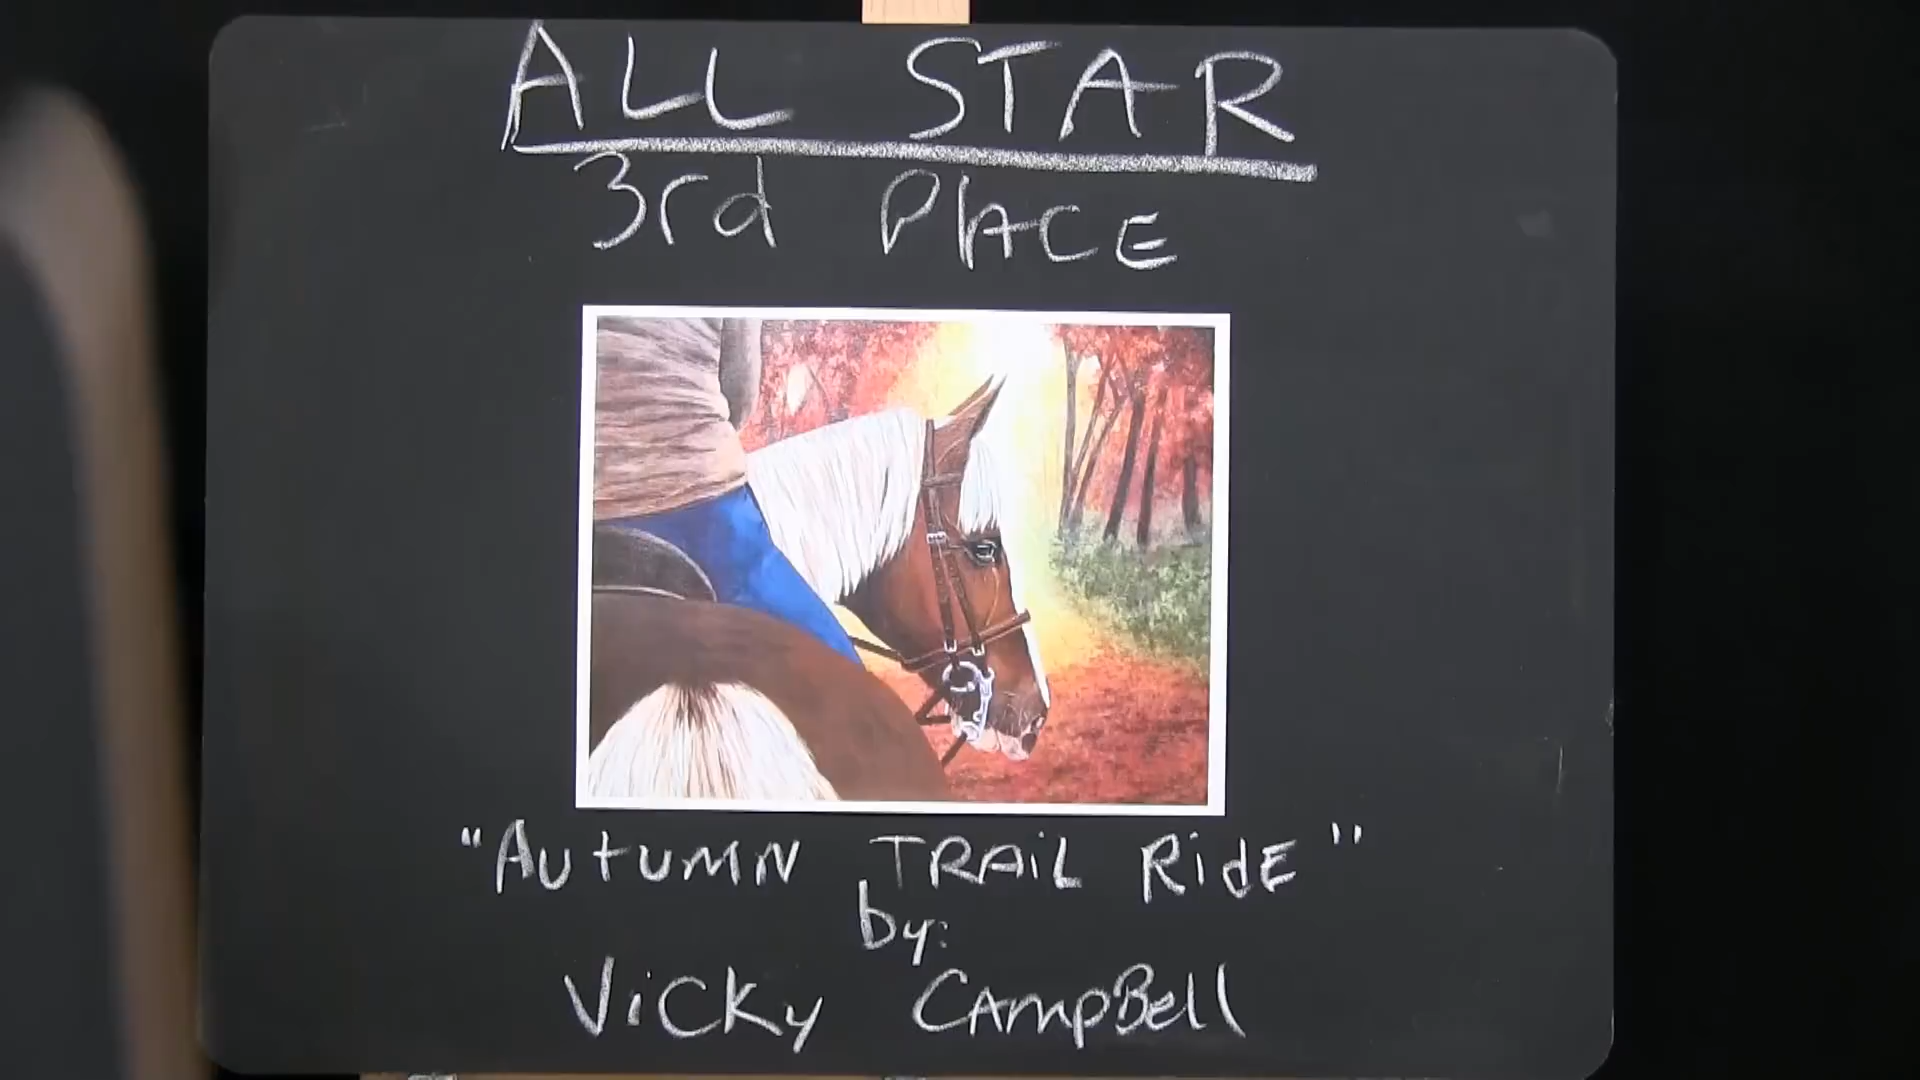 ALL STAR
3rd PlACE
"AUtUMN TRAiL RidE"
by:
ViCKy CAmpBell